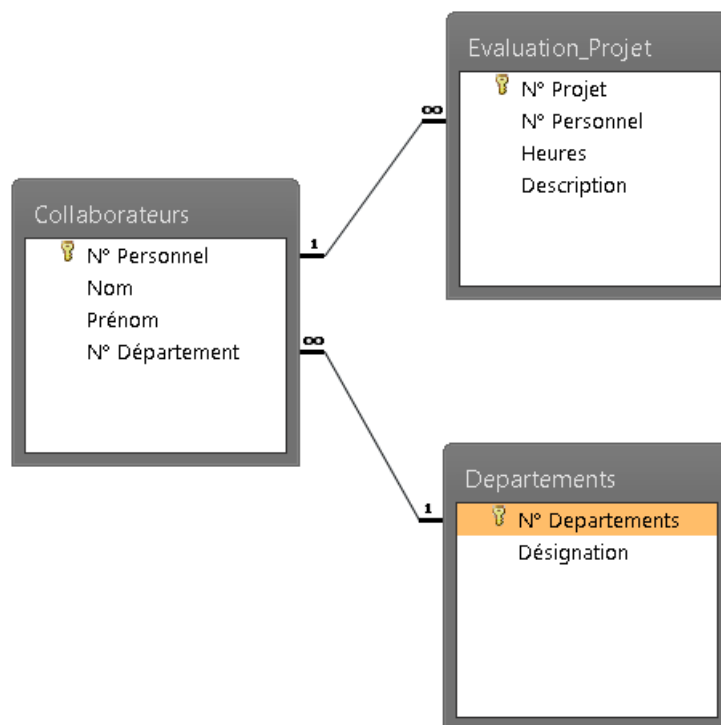 Evaluation_Projet
N° Projet
N° Personnel
Heures
Description
∞
Collaborateurs
N° Personnel
Nom
Prénom
N° Département
1
∞
Departements
N° Departements
Désignation
1